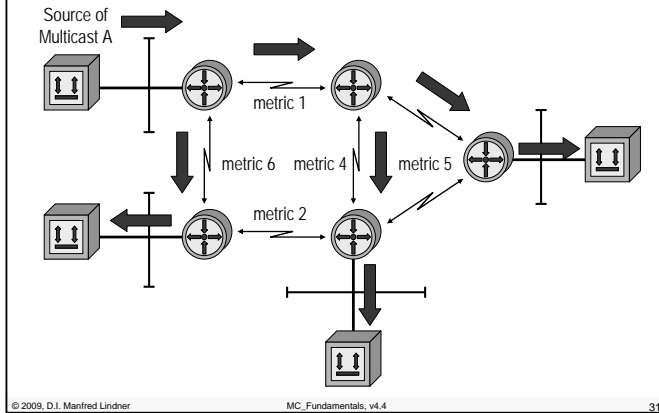 Source of
Multicast A
metric 1
metric 6
metric 4
metric 5
metric 2
© 2009, D.I. Manfred Lindner
MC_Fundamentals, v4.4
31